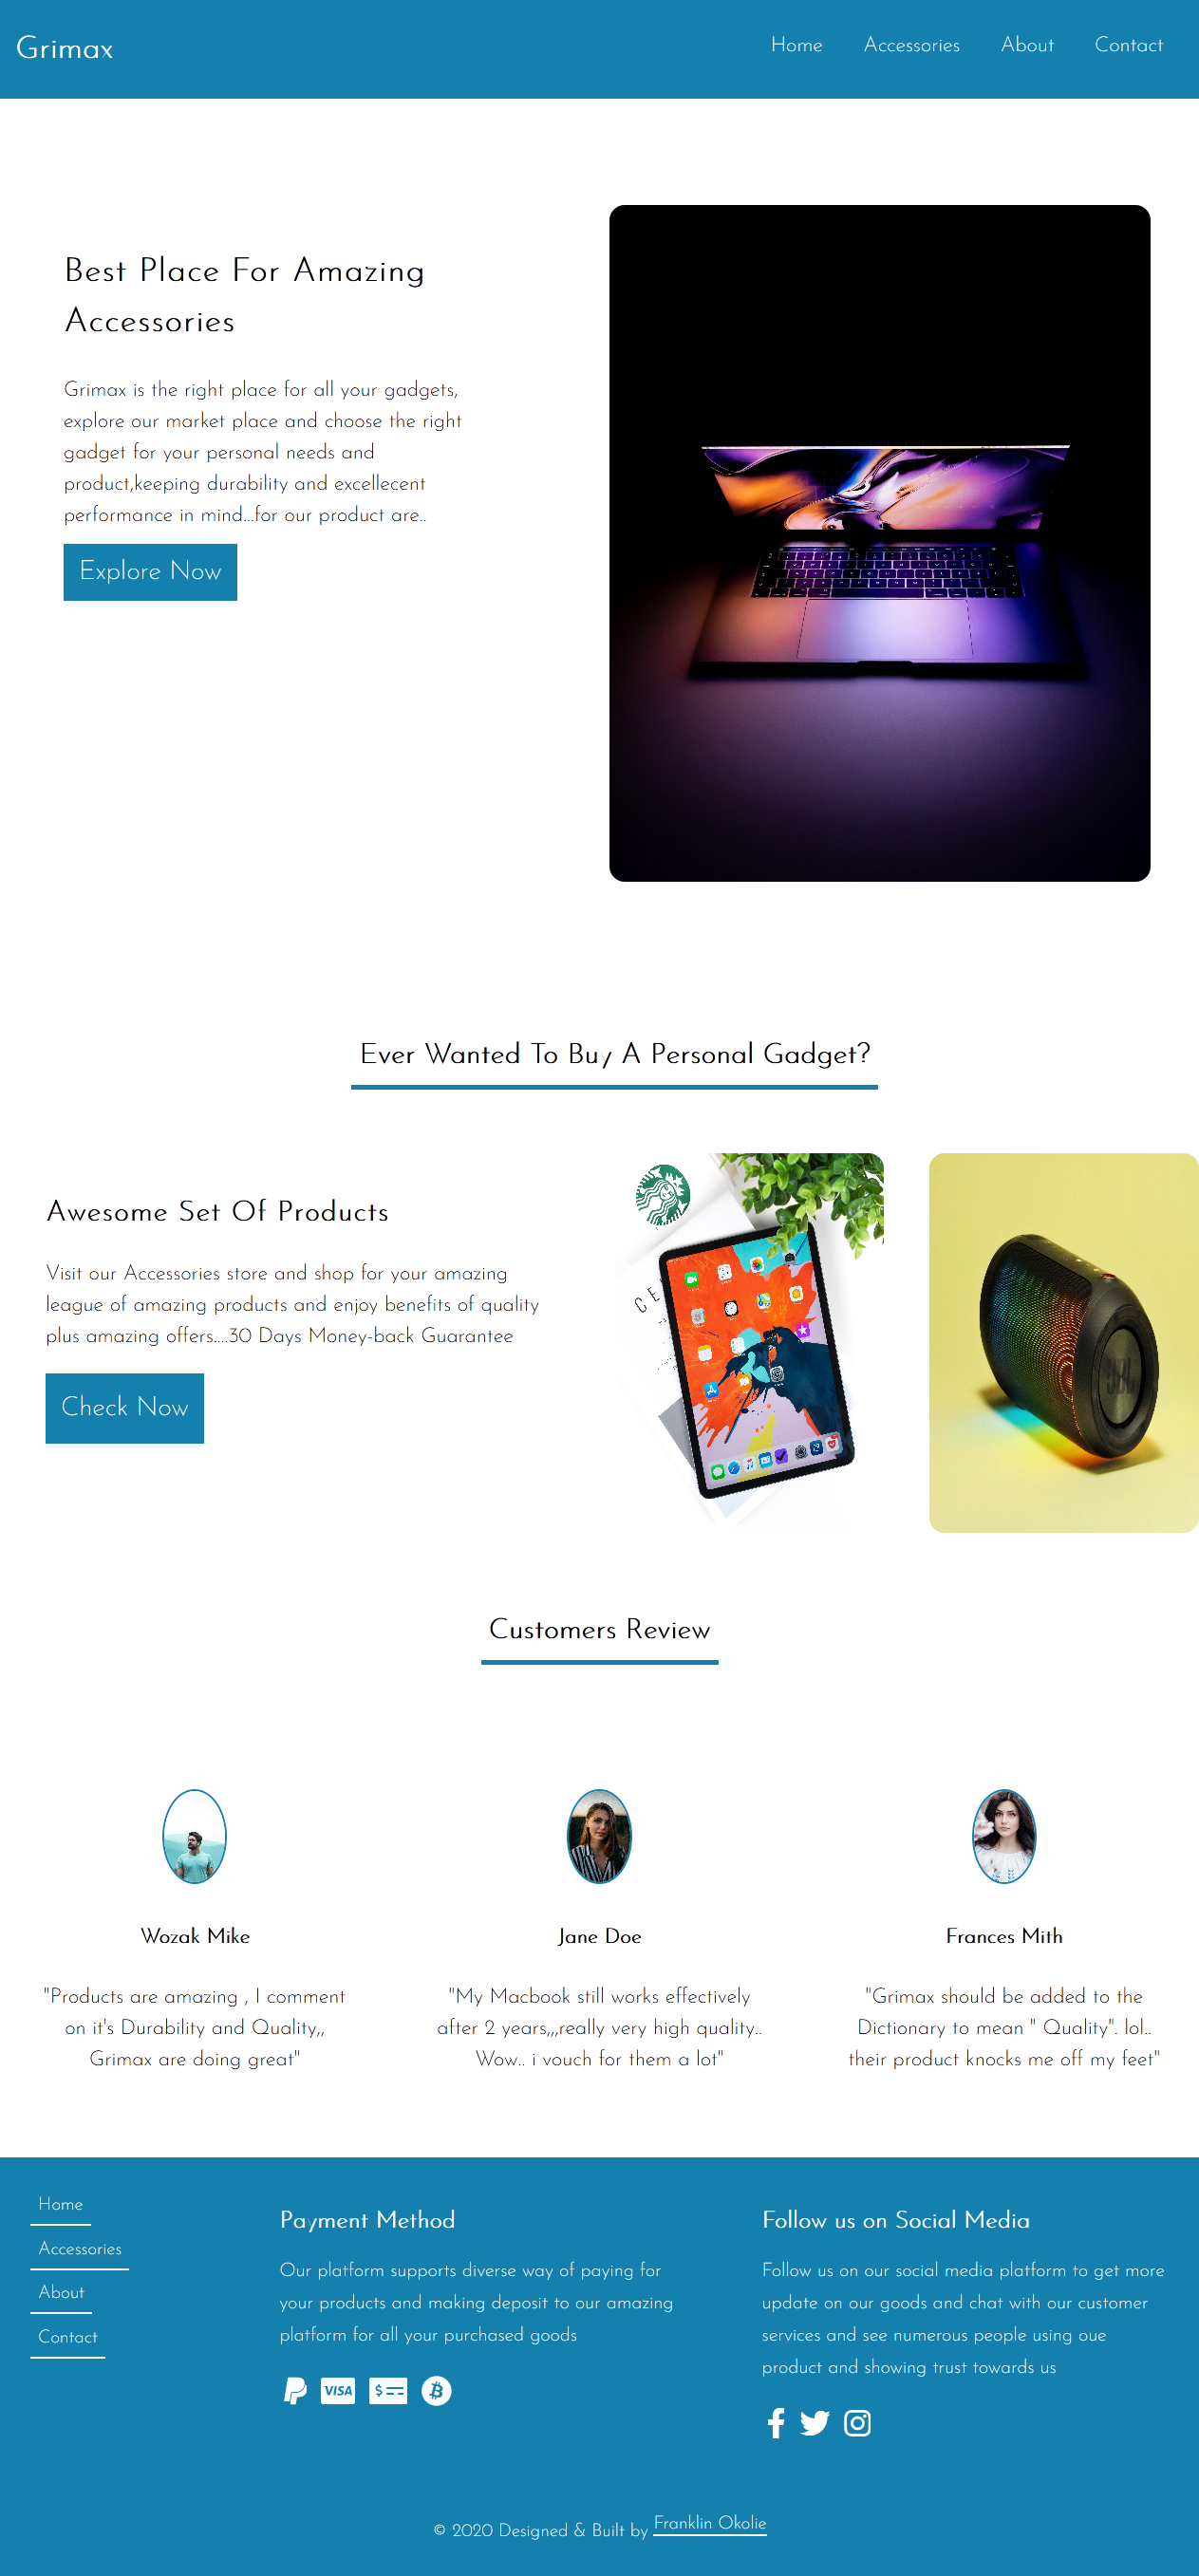 Grimax
Home Accessories About Contact
Best Place For Amazing
Accessories
Grimax is the right place for all your gadgets,
explore our market place and choose the right
gadget for your personal needs and
product,keeping durability and excellecent
performance in mind...for our product are..
Explore Now
Ever Wanted To Buy A Personal Gadget?
Awesome Set Of Products
Visit our Accessories store and shop for your amazing
league of amazing products and enjoy benefits of quality
plus amazing offers....30 Days Money-back Guarantee
Check Now
JBL
Customers Review
Wozak Mike
"Products are amazing , I comment
on it's Durability and Quality,,
Grimax are doing great"
Jane Doe
"My Macbook still works effectively
after 2 years,,,really very high quality..
Wow.. i vouch for them a lot"
Frances Mith
"Grimax should be added to the
Dictionary to mean " Quality". lol..
their product knocks me off my feet"
Home
Accessories
About
Contact
Payment Method
Our platform supports diverse way of paying for
your products and making deposit to our amazing
platform for all your purchased goods
VISA
Follow us on Social Media
Follow us on our social media platform to get more
update on our goods and chat with our customer
services and see numerous people using oue
product and showing trust towards us
© 2020 Designed & Built by Franklin Okolie